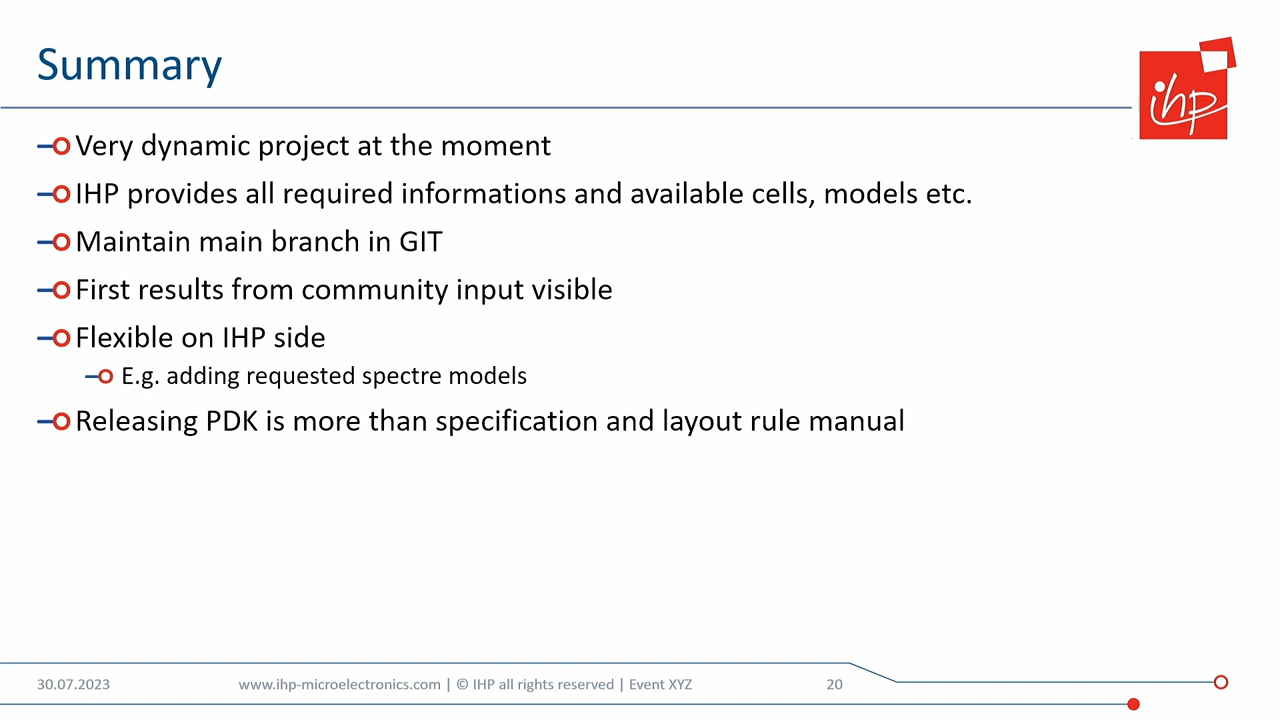 Summary
ihp
Very dynamic project at the moment
IHP provides all required informations and available cells, models etc.
Maintain main branch in GIT
First results from community input visible
Flexible on IHP side
E.g. adding requested spectre models
Releasing PDK is more than specification and layout rule manual
30.07.2023
www.ihp-microelectronics.com | © IHP all rights reserved | Event XYZ
20